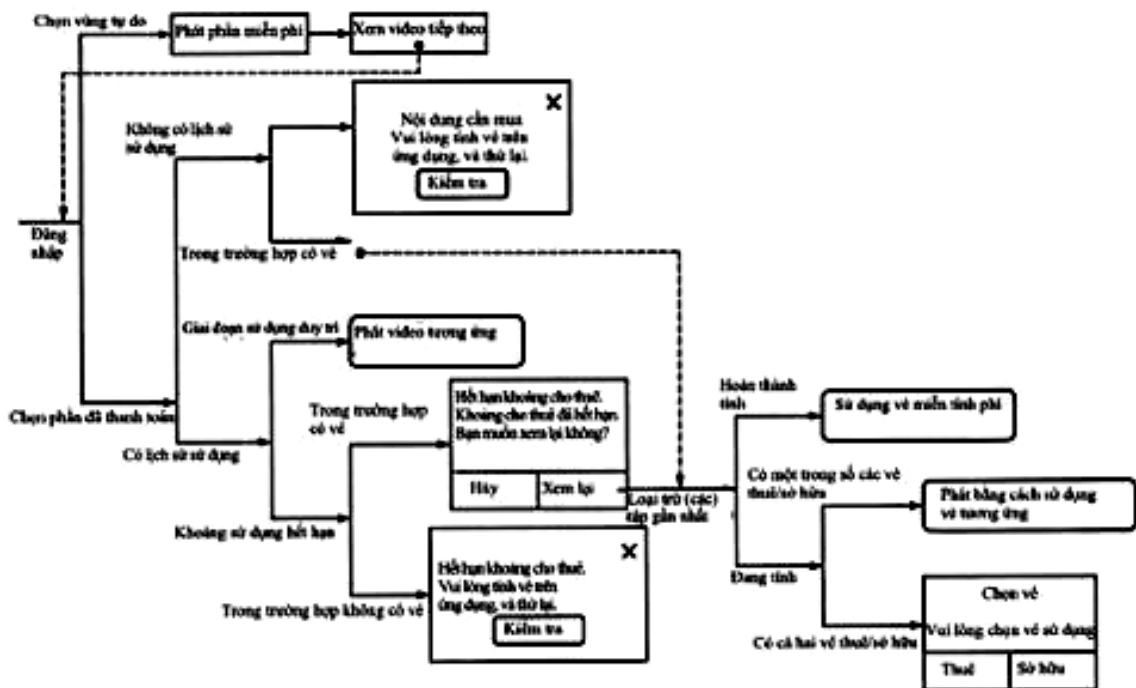 Chọn vùng tự do
Phát phần miễn phí
Xem video tiếp theo
Không có lịch sử
sử dụng
Nội dung cần mua
Vui lòng tính vé trên
ứng dụng, và thử lại.
Kiểm tra
Đăng
nhập
Trong trường hợp có vé
Giai đoạn sử dụng duy trì
Phát video tương ứng
Chọn phần đã thanh toán
Có lịch sử sử dụng
Trong trường hợp
có vé
Hết hạn khoảng cho thuê.
Khoảng cho thuê đã hết hạn.
Bạn muốn xem lại không?
Hủy
Xem lại
Khoảng sử dụng hết hạn
Trong trường hợp không có vé
Hết hạn khoảng cho thuê.
Vui lòng tính vé trên
ứng dụng, và thử lại.
Kiểm tra
Loại trừ (các)
tập gần nhất
Hoàn thành
tính
Sử dụng vé miễn tính phí
Có một trong số các vé
thuê/sở hữu
Phát bằng cách sử dụng
vé tương ứng
Đang tính
Có cả hai vé thuê/sở hữu
Chọn vé
Vui lòng chọn vé sử dụng
Thuê
Sở hữu